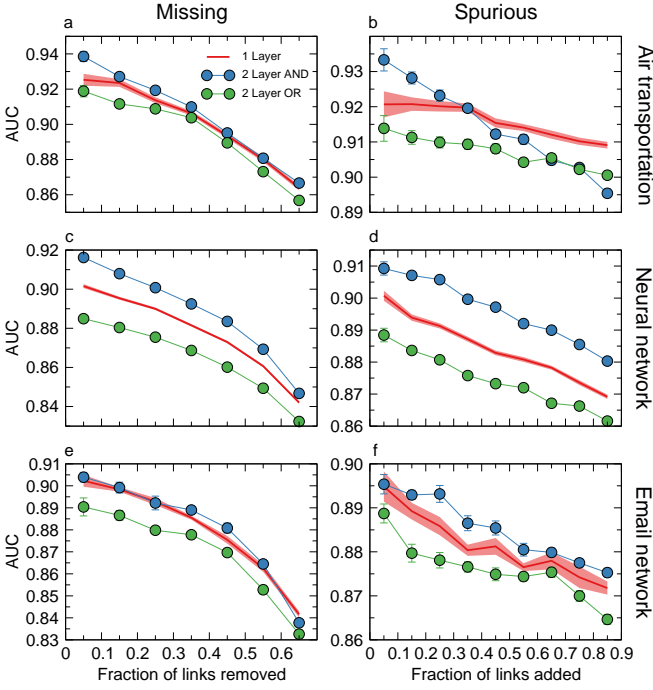 Missing
Spurious
a
b
0.94
0.92
0.90
0.88
0.86
AUC
1 Layer
2 Layer AND
2 Layer OR
0.93
0.92
0.91
0.90
0.89
Air transportation
c
d
0.92
0.90
0.88
0.86
0.84
AUC
0.91
0.90
0.89
0.88
0.87
0.86
Neural network
e
f
0.91
0.90
0.89
0.88
0.87
0.86
0.85
0.84
0.83
AUC
0.90
0.89
0.88
0.87
0.86
Email network
0 0.1 0.2 0.3 0.4 0.5 0.6
Fraction of links removed
0 0.1 0.2 0.3 0.4 0.5 0.6 0.7 0.8 0.9
Fraction of links added